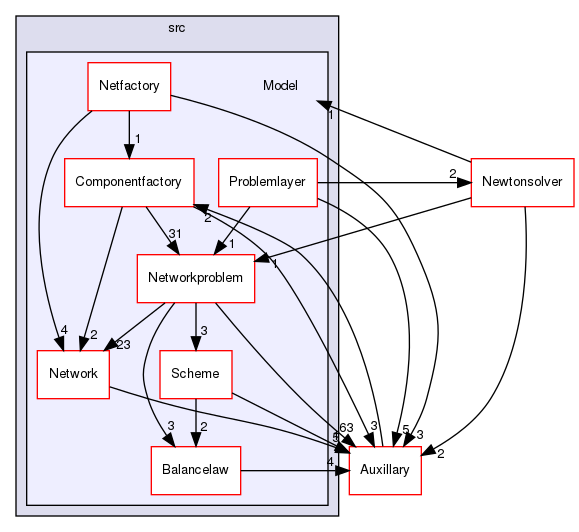 src
Netfactory
Model
1
1
Componentfactory
Problemlayer
2
Newtonsolver
2
31
1
Networkproblem
1
4
2
23
3
Network
Scheme
3
2
63
3
5
3
Balancelaw
4
Auxillary
2